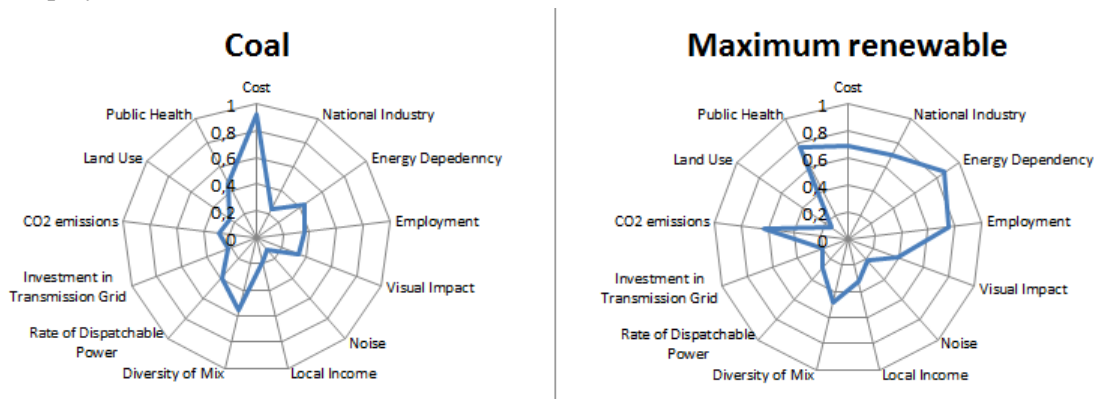 Coal
Cost
1
0,8
0,6
0,4
0,2
0
National Industry
Energy Depedenncy
Employment
Visual Impact
Noise
Local Income
Diversity of Mix
Rate of Dispatchable
Power
Investment in
Transmission Grid
CO2 emissions
Land Use
Public Health
Maximum renewable
Cost
1
0,8
0,6
0,4
0,2
0
National Industry
Energy Dependency
Employment
Visual Impact
Noise
Local Income
Diversity of Mix
Rate of Dispatchable
Power
Investment in
Transmission Grid
CO2 emissions
Land Use
Public Health